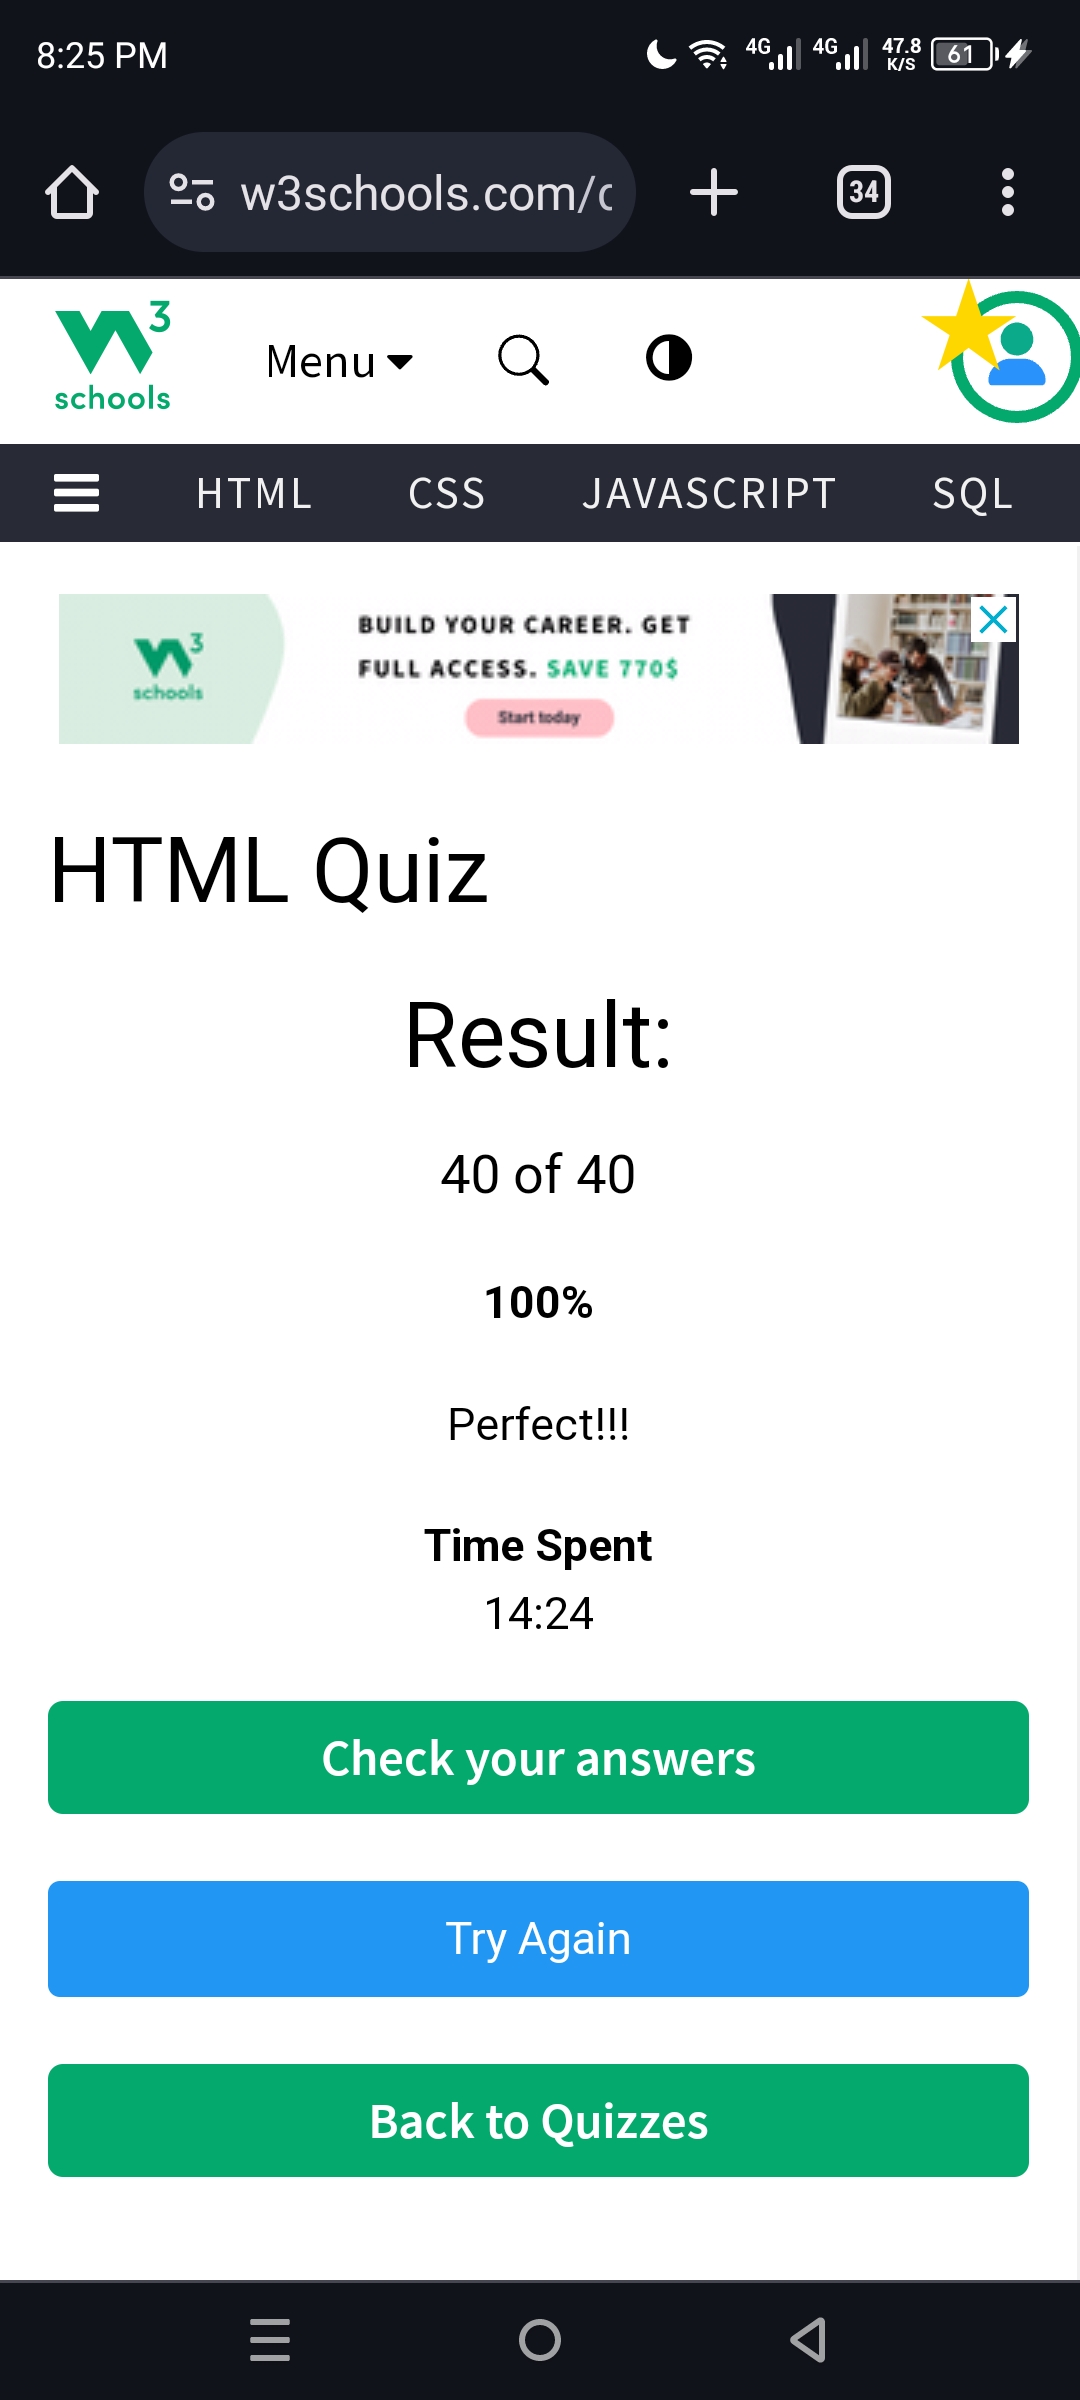 8:25 PM
4G 4G 47.8 K/S 61
w3schools.com/
34
3
schools
Menu
HTML CSS JAVASCRIPT SQL
3
schools
BUILD YOUR CAREER. GET
FULL ACCESS. SAVE 770$
Start today
HTML Quiz
Result:
40 of 40
100%
Perfect!!!
Time Spent
14:24
Check your answers
Try Again
Back to Quizzes